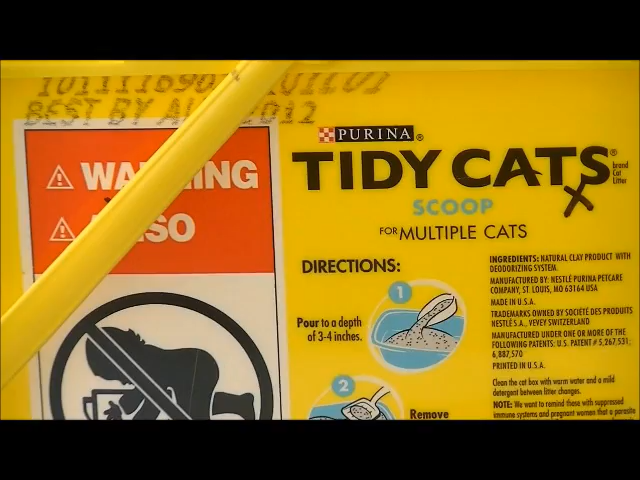 BEST BY 2012
WARNING
PURINA®
TIDY CATS®
brand
Cat
Litter
SCOOP
FOR MULTIPLE CATS
DIRECTIONS:
1
Pour to a depth
of 3-4 inches.
2
Remove
INGREDIENTS: NATURAL CLAY PRODUCT WITH
DEODORIZING SYSTEM.
MANUFACTURED BY: NESTLÉ PURINA PETCARE
COMPANY, ST. LOUIS, MO 63164 USA
MADE IN U.S.A.
TRADEMARKS OWNED BY SOCIÉTÉ DES PRODUITS
NESTLÉ S.A., VEVEY SWITZERLAND
MANUFACTURED UNDER ONE OR MORE OF THE
FOLLOWING PATENTS: U.S. PATENT # 5,267,531;
6,887,570
PRINTED IN U.S.A.
Clean the cat box with warm water and a mild
detergent between litter changes.
NOTE: We want to remind those with suppressed
immune systems and pregnant women that a parasite